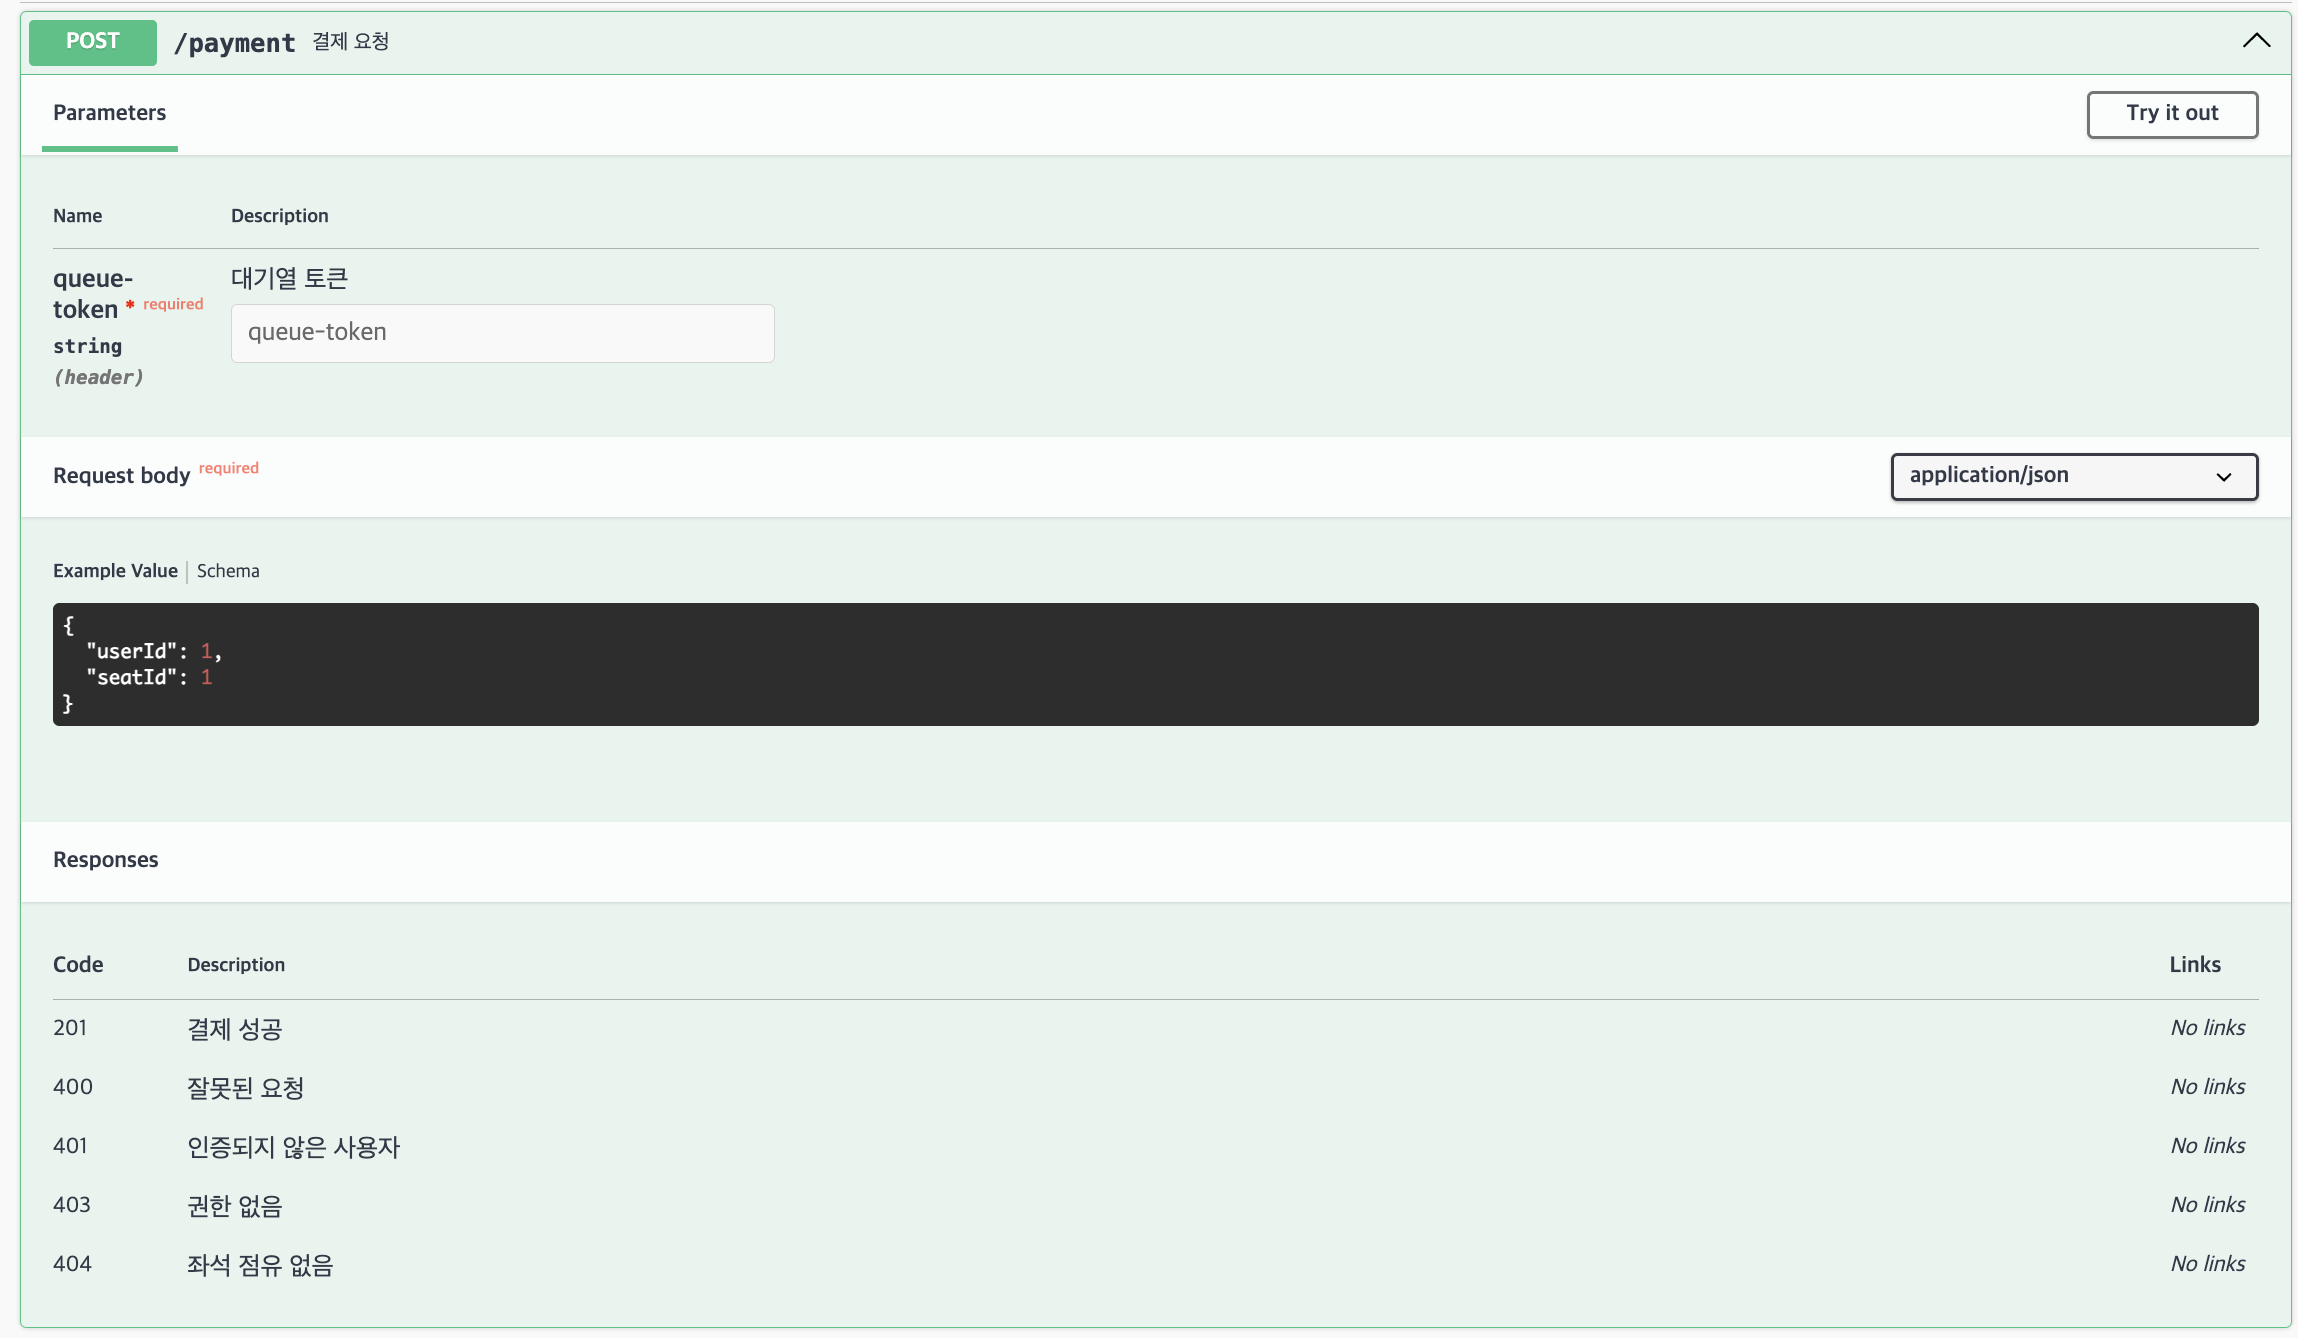 POST /payment 결제 요청
Parameters
Try it out
Name Description
queue-
token * required
string
(header)
대기열 토큰
queue-token
Request body required
application/json
Example Value | Schema
{
  "userId": 1,
  "seatId": 1
}
Responses
Code Description Links
201 결제 성공 No links
400 잘못된 요청 No links
401 인증되지 않은 사용자 No links
403 권한 없음 No links
404 좌석 점유 없음 No links